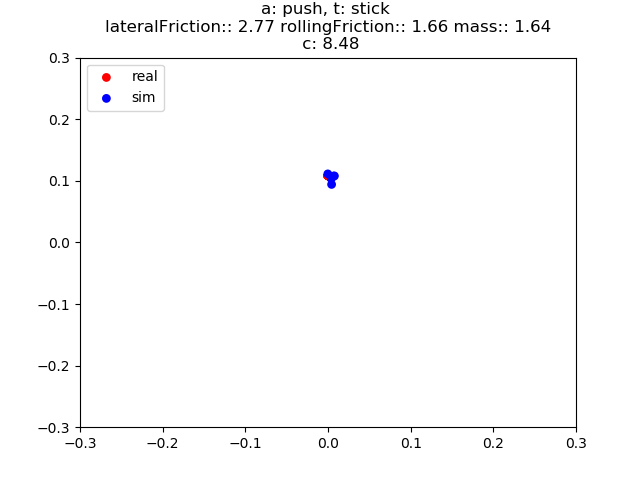 a: push, t: stick
lateralFriction:: 2.77 rollingFriction:: 1.66 mass:: 1.64
c: 8.48
real
sim
0.3
0.2
0.1
0.0
−0.1
−0.2
−0.3
−0.3 −0.2 −0.1 0.0 0.1 0.2 0.3